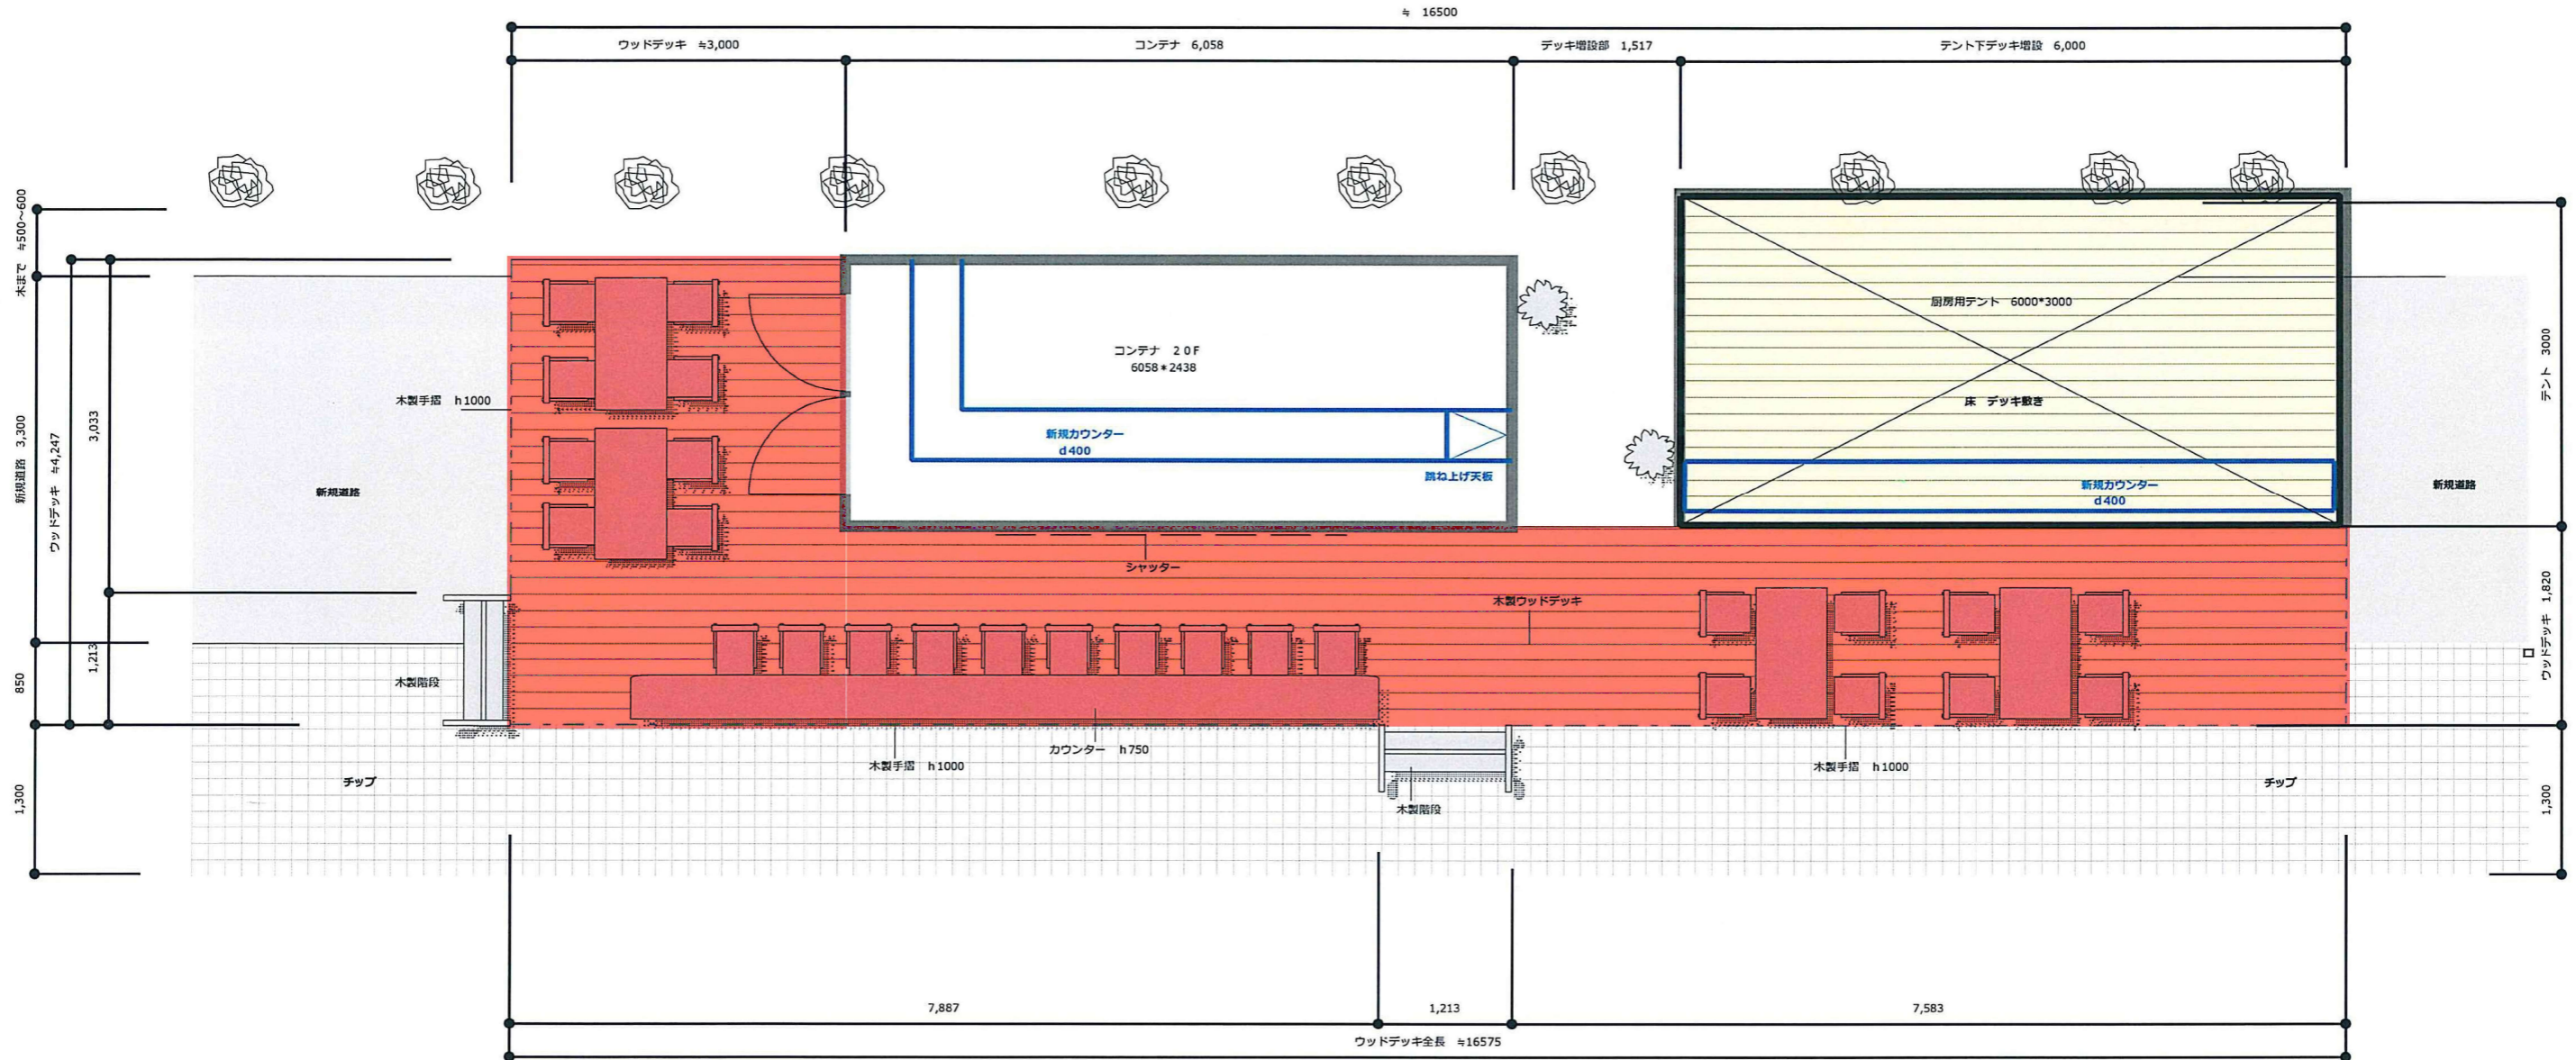 ≒ 16500
ウッドデッキ ≒3,000
コンテナ 6,058
デッキ増設部 1,517
テント下デッキ増設 6,000
木まで ≒500~600
新規道路 3,300
850
1,300
ウッドデッキ ≒4,247
3,033
1,213
新規道路
木製手摺 h1000
木製階段
チップ
コンテナ 20F
6058*2438
新規カウンター
d400
跳ね上げ天板
シャッター
木製ウッドデッキ
カウンター h750
木製手摺 h1000
木製階段
厨房用テント 6000*3000
床 デッキ敷き
新規カウンター
d400
木製手摺 h1000
チップ
新規道路
テント 3000
ウッドデッキ 1,820
1,300
7,887
1,213
7,583
ウッドデッキ全長 ≒16575